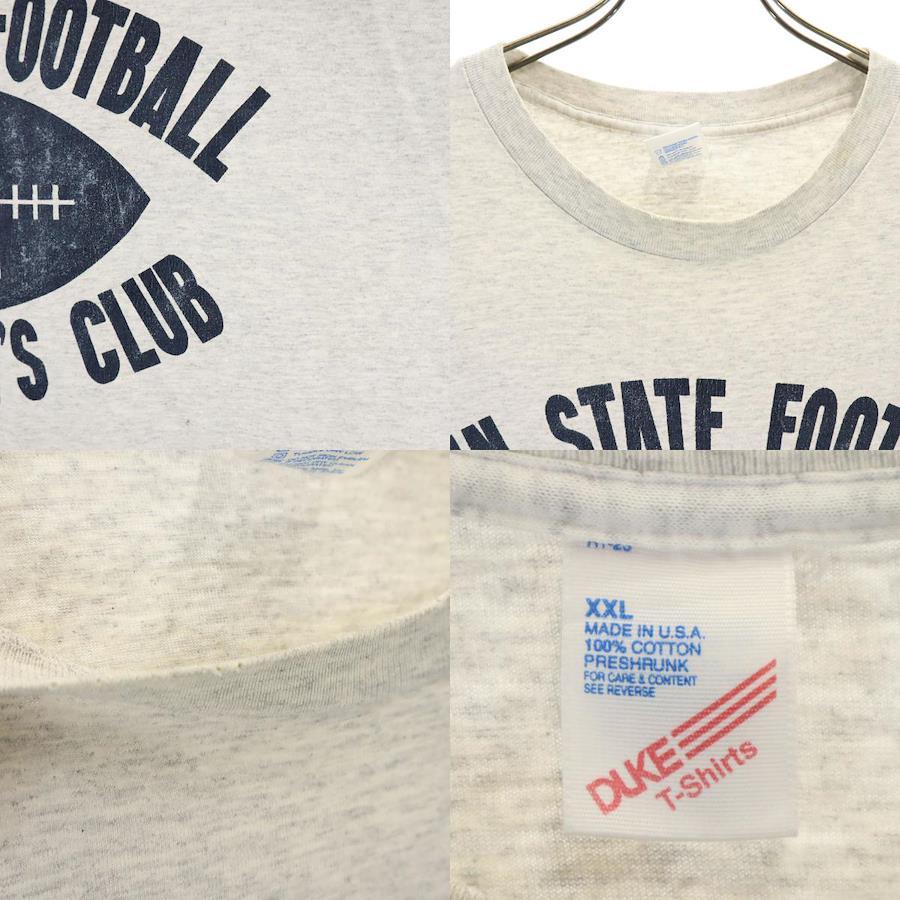 FOOTBALL
'S CLUB
N STATE FOOT
XXL
MADE IN U.S.A.
100% COTTON
PRESHRUNK
FOR CARE & CONTENT
SEE REVERSE
DUKE
T-Shirts